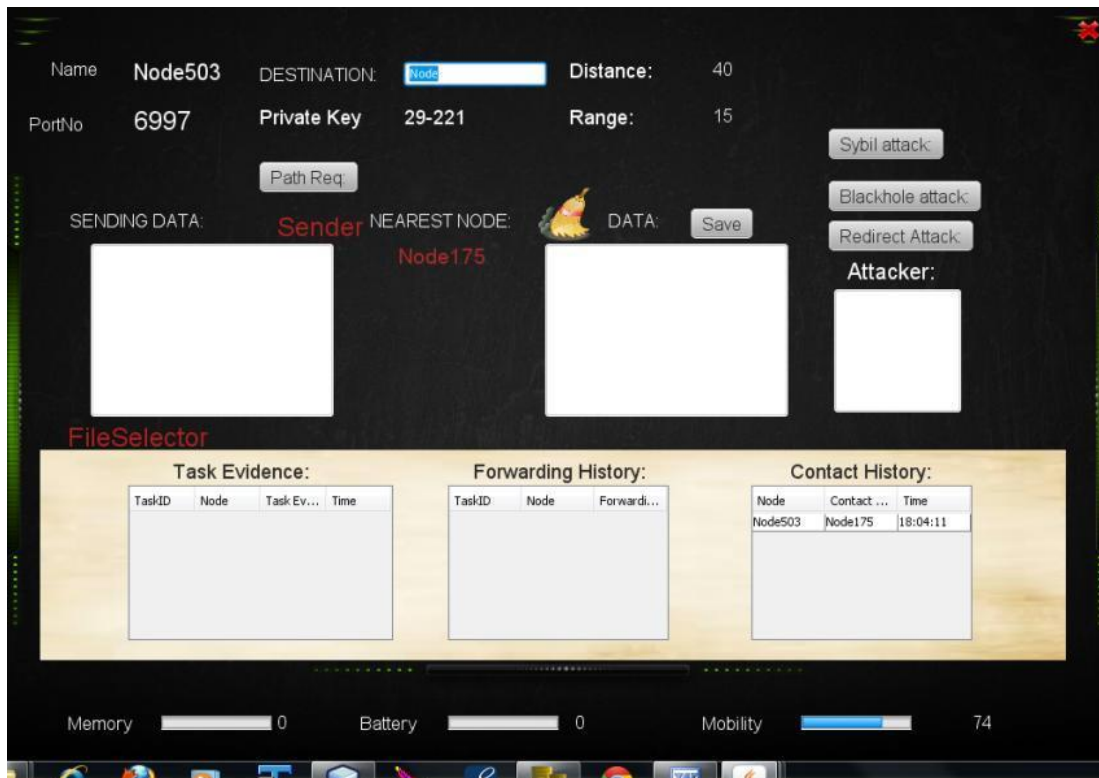 Name Node503 DESTINATION: Node Distance: 40
PortNo 6997 Private Key 29-221 Range: 15
Sybil attack:
Path Req:
Blackhole attack:
SENDING DATA: Sender NEAREST NODE: DATA: Save
Redirect Attack:
Node175
Attacker:
FileSelector
Task Evidence: Forwarding History: Contact History:
TaskID Node Task Ev... Time TaskID Node Forwardi... Node Contact ... Time
Node503 Node175 18:04:11
Memory 0 Battery 0 Mobility 74